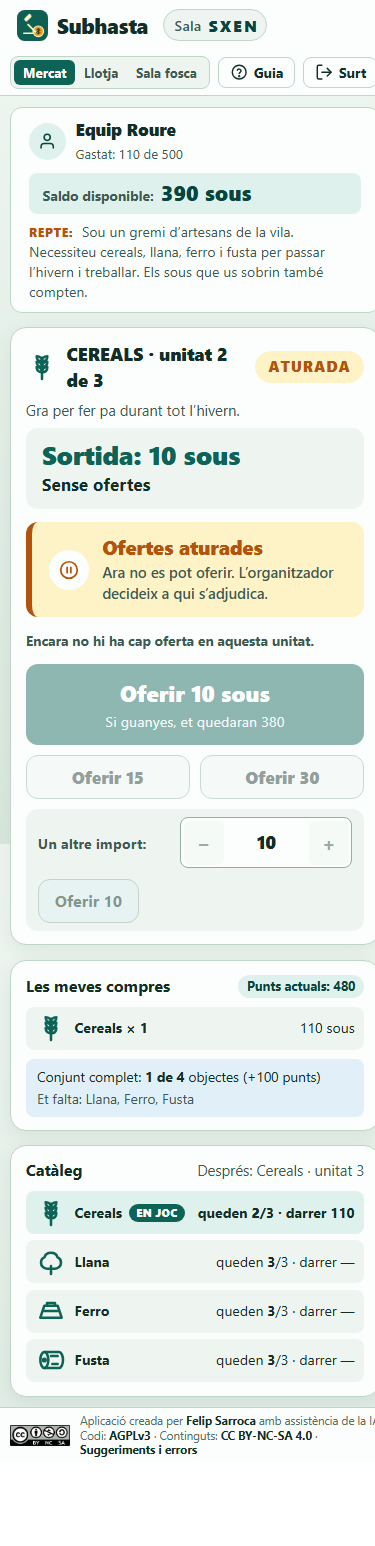 Subhasta Sala SXEN
Mercat Llotja Sala fosca Guia Surt
Equip Roure
Gastat: 110 de 500
Saldo disponible: 390 sous
REPTE: Sou un gremi d'artesans de la vila.
Necessiteu cereals, llana, ferro i fusta per passar
l'hivern i treballar. Els sous que us sobrin també
compten.
CEREALS · unitat 2
de 3
ATURADA
Gra per fer pa durant tot l'hivern.
Sortida: 10 sous
Sense ofertes
Ofertes aturades
Ara no es pot oferir. L'organitzador
decideix a qui s'adjudica.
Encara no hi ha cap oferta en aquesta unitat.
Oferir 10 sous
Si guanyes, et quedaran 380
Oferir 15 Oferir 30
Un altre import: − 10 +
Oferir 10
Les meves compres Punts actuals: 480
Cereals × 1 110 sous
Conjunt complet: 1 de 4 objectes (+100 punts)
Et falta: Llana, Ferro, Fusta
Catàleg Després: Cereals · unitat 3
Cereals EN JOC queden 2/3 · darrer 110
Llana queden 3/3 · darrer —
Ferro queden 3/3 · darrer —
Fusta queden 3/3 · darrer —
Aplicació creada per Felip Sarroca amb assistència de la
Codi: AGPLv3 · Continguts: CC BY-NC-SA 4.0 ·
Suggeriments i errors
CC BY NC SA